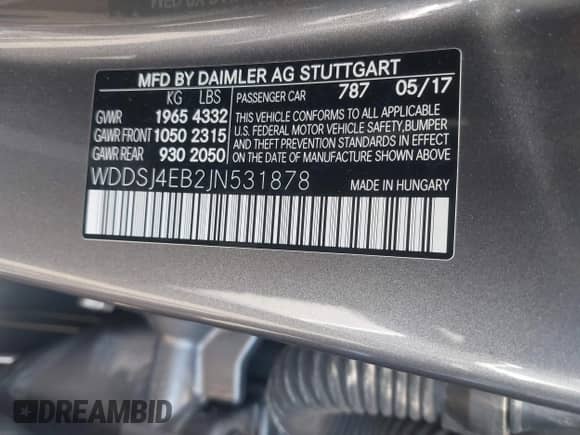 MFD BY DAIMLER AG STUTTGART
KG LBS
PASSENGER CAR 787 05/17
GVWR 1965 4332
GAWR FRONT 1050 2315
GAWR REAR 930 2050
THIS VEHICLE CONFORMS TO ALL APPLICABLE
U.S. FEDERAL MOTOR VEHICLE SAFETY, BUMPER
AND THEFT PREVENTION STANDARDS IN EFFECT
ON THE DATE OF MANUFACTURE SHOWN ABOVE.
WDDSJ4EB2JN531878
MADE IN HUNGARY
DREAMBID